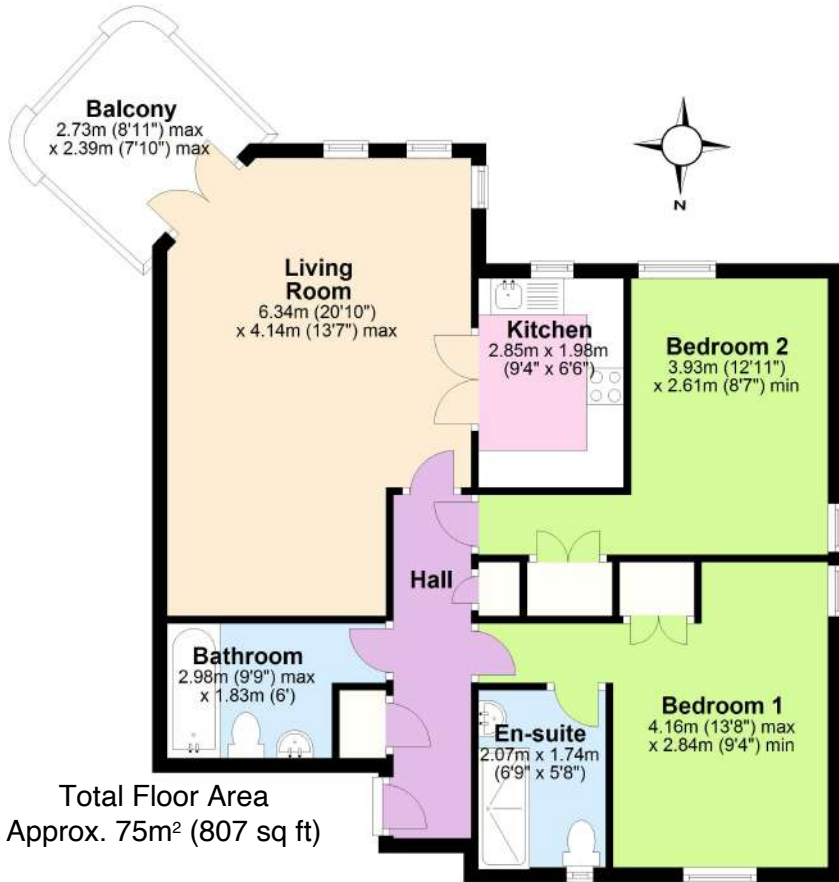 Balcony
2.73m (8'11") max
x 2.39m (7'10") max
N
Living
Room
6.34m (20'10")
x 4.14m (13'7") max
Kitchen
2.85m x 1.98m
(9'4" x 6'6")
Bedroom 2
3.93m (12'11")
x 2.61m (8'7") min
Hall
Bathroom
2.98m (9'9") max
x 1.83m (6')
En-suite
2.07m x 1.74m
(6'9" x 5'8")
Bedroom 1
4.16m (13'8") max
x 2.84m (9'4") min
Total Floor Area
Approx. 75m² (807 sq ft)